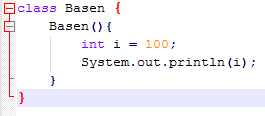 class Basen {
Basen(){
int i = 100;
System.out.println(i);
}
}